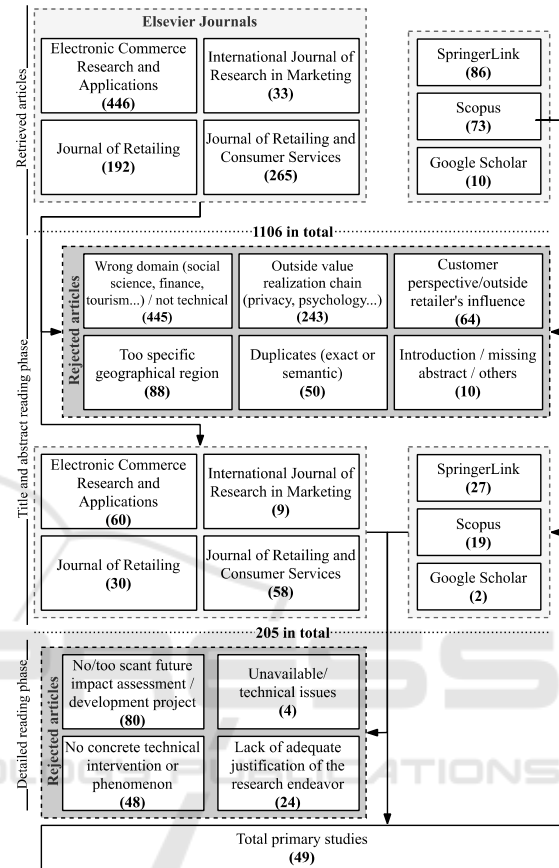 Elsevier Journals
Electronic Commerce
Research and
Applications
(446)
International Journal of
Research in Marketing
(33)
Journal of Retailing
(192)
Journal of Retailing and
Consumer Services
(265)
SpringerLink
(86)
Scopus
(73)
Google Scholar
(10)
Retrieved articles
1106 in total
Rejected articles
Wrong domain (social
science, finance,
tourism...) / not technical
(445)
Outside value
realization chain
(privacy, psychology...)
(243)
Customer
perspective/outside
retailer's influence
(64)
Too specific
geographical region
(88)
Duplicates (exact or
semantic)
(50)
Introduction / missing
abstract / others
(10)
Title and abstract reading phase
Electronic Commerce
Research and
Applications
(60)
International Journal of
Research in Marketing
(9)
Journal of Retailing
(30)
Journal of Retailing and
Consumer Services
(58)
SpringerLink
(27)
Scopus
(19)
Google Scholar
(2)
205 in total
Detailed reading phase
Rejected articles
No/too scant future
impact assessment /
development project
(80)
Unavailable/
technical issues
(4)
No concrete technical
intervention or
phenomenon
(48)
Lack of adequate
justification of the
research endeavor
(24)
Total primary studies
(49)
PUBLICATIONS